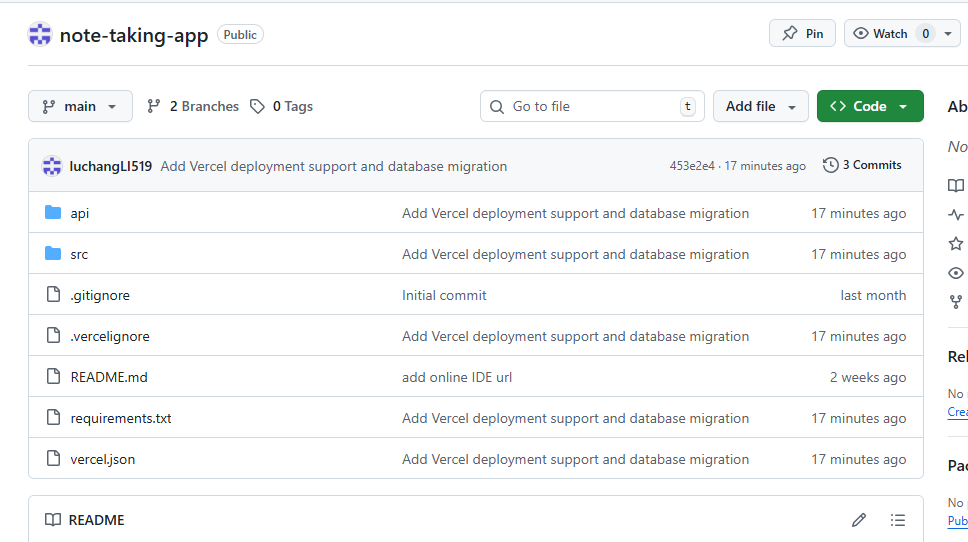 note-taking-app Public Pin Watch 0
main 2 Branches 0 Tags Go to file t Add file Code
Ab
luchangLI519 Add Vercel deployment support and database migration 453e2e4 · 17 minutes ago 3 Commits
No
api Add Vercel deployment support and database migration 17 minutes ago
src Add Vercel deployment support and database migration 17 minutes ago
.gitignore Initial commit last month
.vercelignore Add Vercel deployment support and database migration 17 minutes ago
Rel
README.md add online IDE url 2 weeks ago
No
Crea
requirements.txt Add Vercel deployment support and database migration 17 minutes ago
vercel.json Add Vercel deployment support and database migration 17 minutes ago
Pac
No
Pub
README